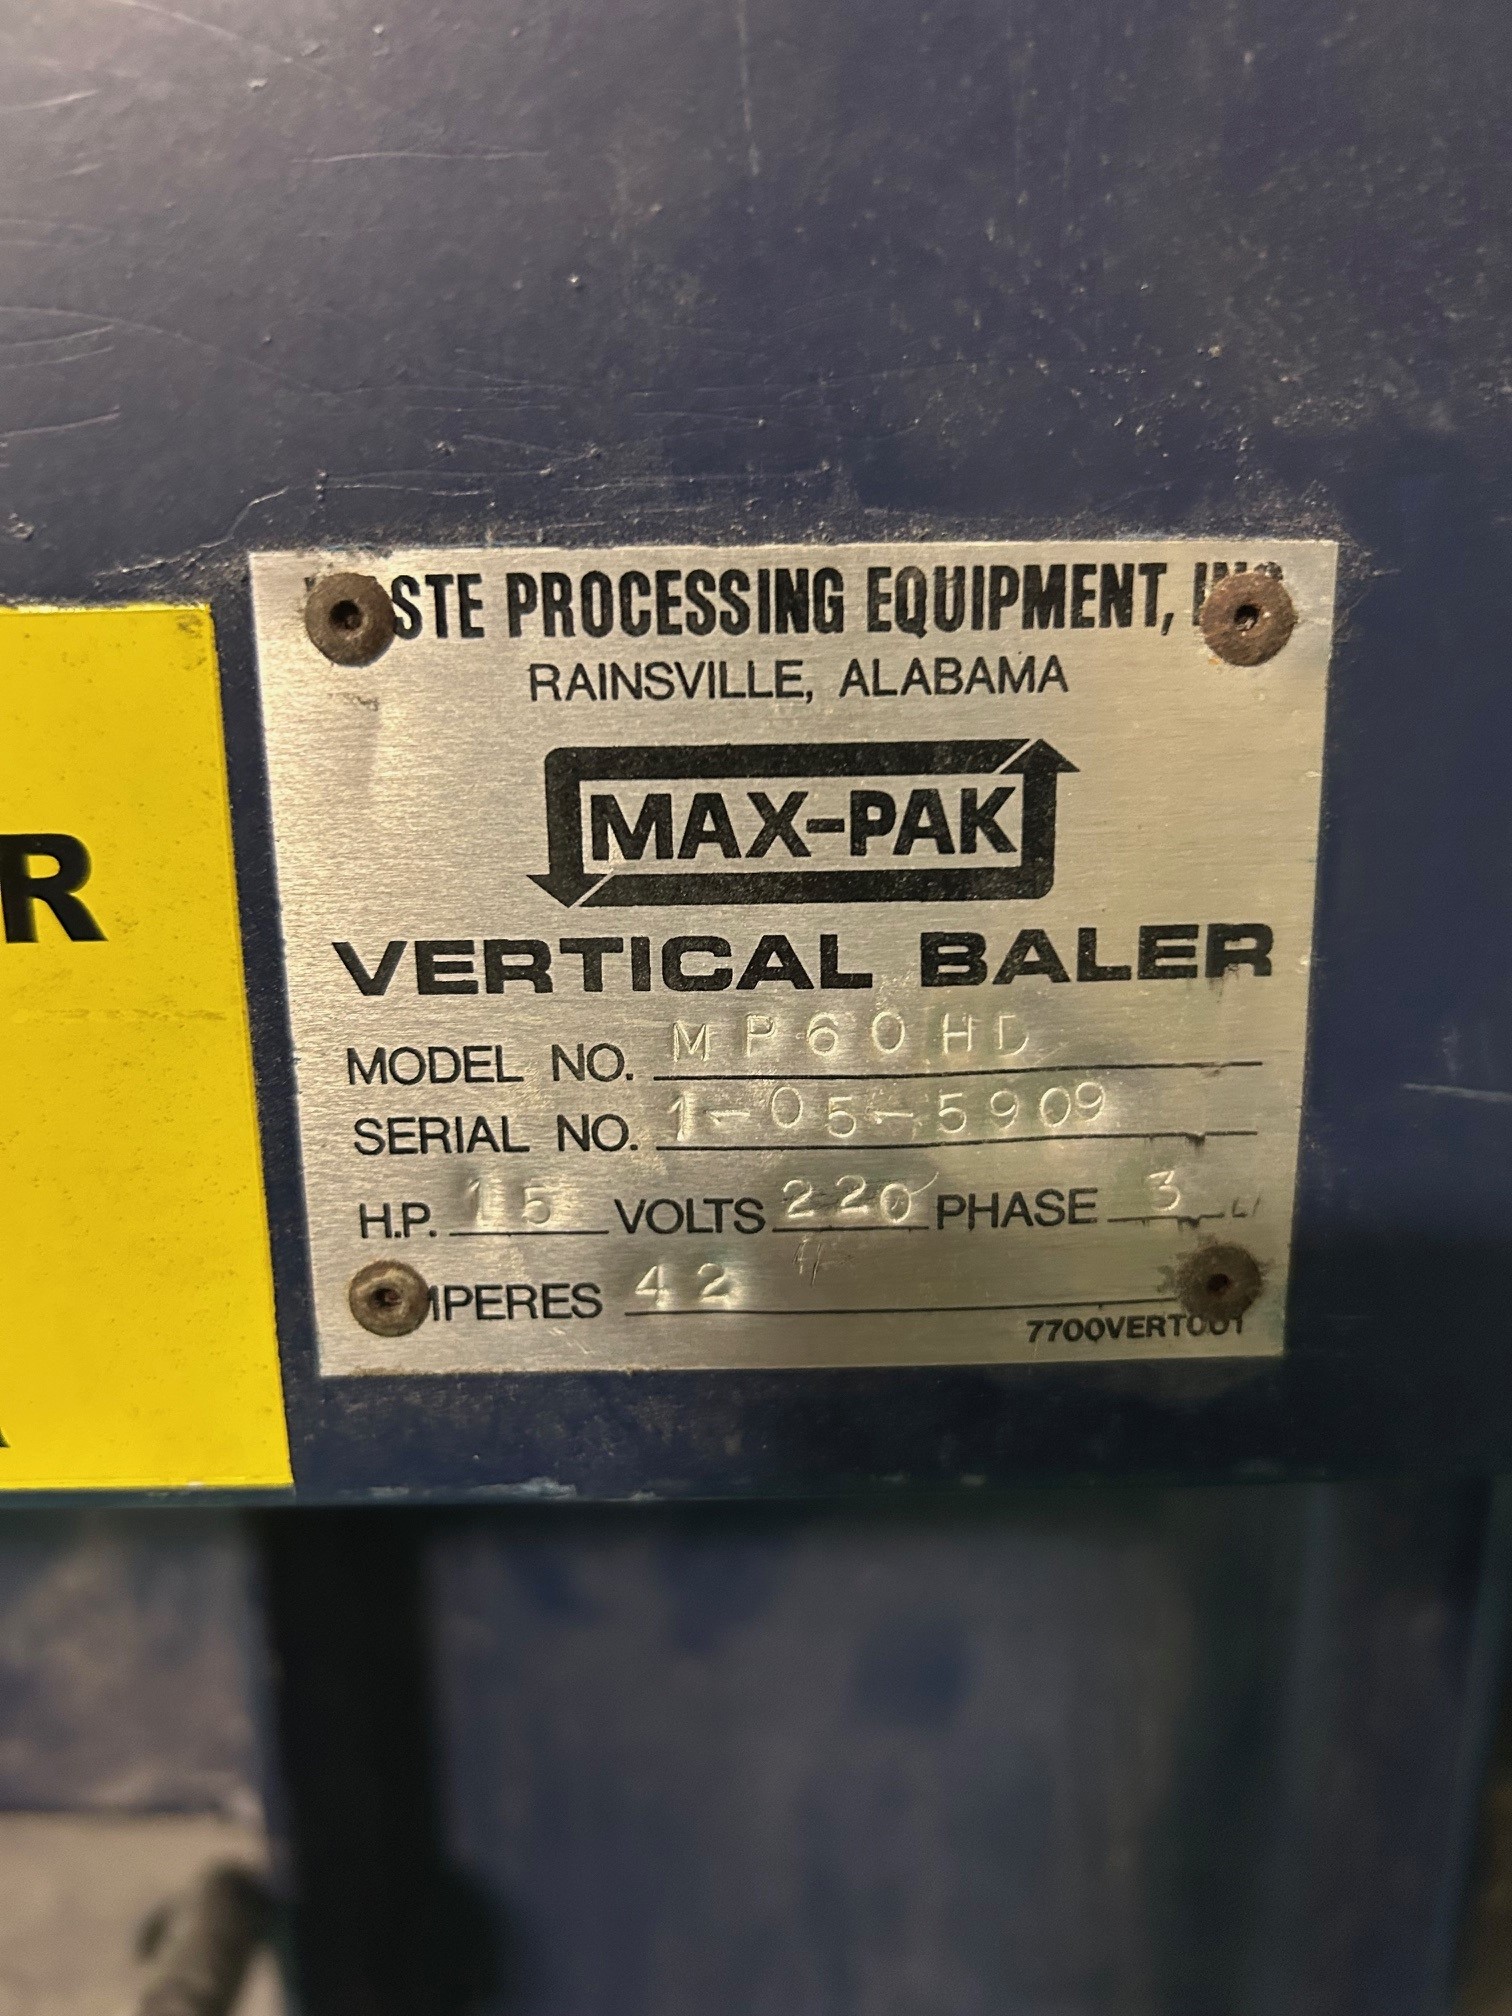 STE PROCESSING EQUIPMENT,
RAINSVILLE, ALABAMA
MAX-PAK
VERTICAL BALER
MODEL NO. MP60HD
SERIAL NO. 1-05-5909
H.P. 15 VOLTS 220 PHASE 3
MPERES 42
7700VERT001
R